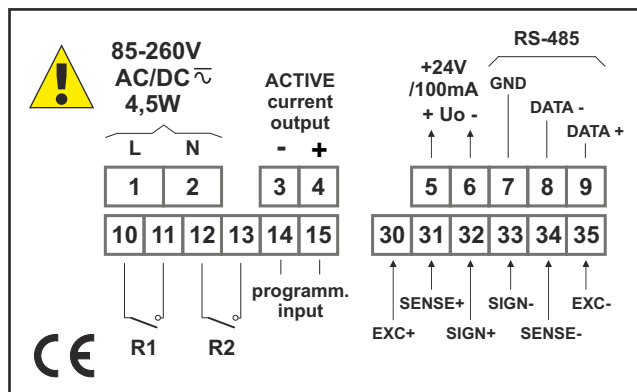 85-260V
AC/DC
4,5W
L N
ACTIVE
current
output
- +
+24V
/100mA
+ Uo -
RS-485
GND
DATA -
DATA +
1 2 3 4 5 6 7 8 9
10 11 12 13 14 15 30 31 32 33 34 35
R1
R2
programm.
input
EXC+
SENSE+
SIGN+
SIGN-
SENSE-
EXC-
CE